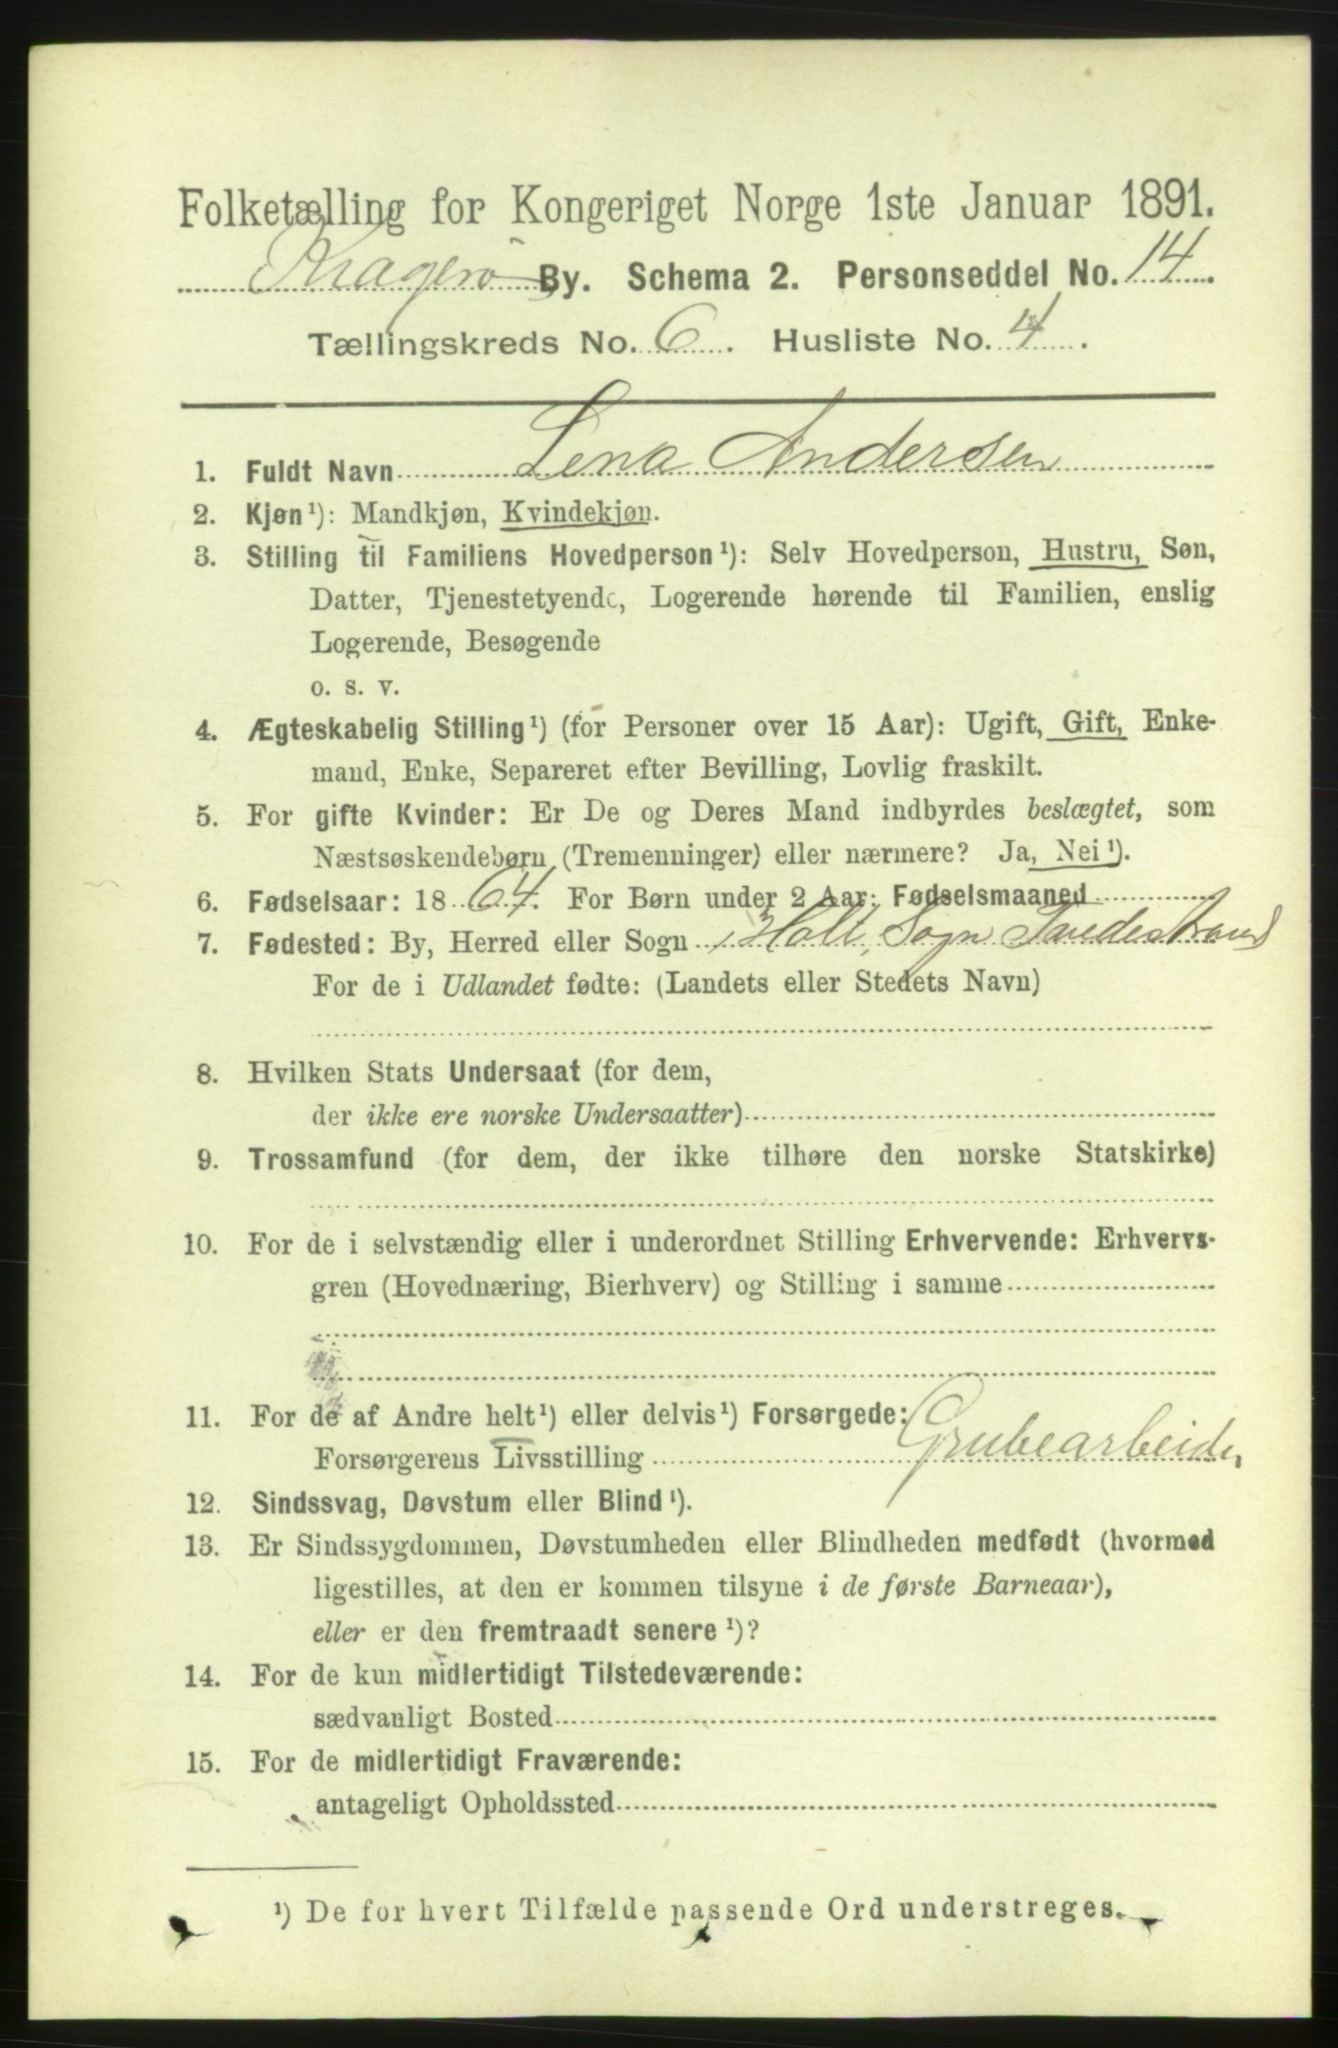 Folketælling for Kongeriget Norge 1ste Januar 1891.
Kragerø By. Schema 2. Personseddel No. 14.
Tællingskreds No. 6. Husliste No. 4.
1. Fuldt Navn Lena Andersen
2. Kjøn¹): Mandkjøn, Kvindekjøn.
3. Stilling til Familiens Hovedperson¹): Selv Hovedperson, Hustru, Søn,
Datter, Tjenestetyende, Logerende hørende til Familien, enslig
Logerende, Besøgende
o. s. v.
4. Ægteskabelig Stilling¹) (for Personer over 15 Aar): Ugift, Gift, Enke-
mand, Enke, Separeret efter Bevilling, Lovlig fraskilt.
5. For gifte Kvinder: Er De og Deres Mand indbyrdes beslægtet, som
Næstsøskendebørn (Tremenninger) eller nærmere? Ja, Nei¹).
6. Fødselsaar: 1864. For Børn under 2 Aar: Fødselsmaaned
7. Fødested: By, Herred eller Sogn Holt, Sogn
For de i Udlandet fødte: (Landets eller Stedets Navn)
8. Hvilken Stats Undersaat (for dem,
der ikke ere norske Undersaatter)
9. Trossamfund (for dem, der ikke tilhøre den norske Statskirke)
10. For de i selvstændig eller i underordnet Stilling Erhvervende: Erhvervs-
gren (Hovednæring, Bierhverv) og Stilling i samme
11. For de af Andre helt¹) eller delvis¹) Forsørgede:
Forsørgerens Livsstilling Grubearbeider
12. Sindssvag, Døvstum eller Blind¹).
13. Er Sindssygdommen, Døvstumheden eller Blindheden medfødt (hvormed
ligestilles, at den er kommen tilsyne i de første Barneaar),
eller er den fremtraadt senere¹)?
14. For de kun midlertidigt Tilstedeværende:
sædvanligt Bosted
15. For de midlertidigt Fraværende:
antageligt Opholdssted
¹) De for hvert Tilfælde passende Ord understreges.